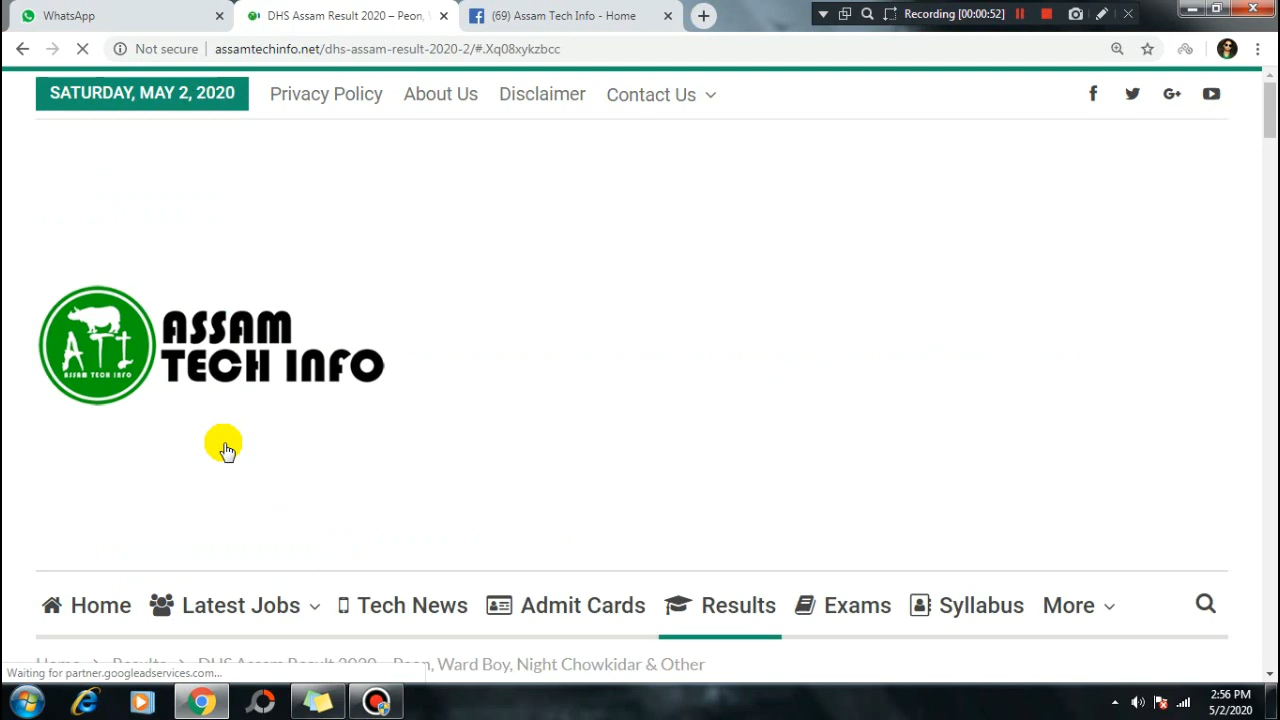 WhatsApp
DHS Assam Result 2020 – Peon, W
(69) Assam Tech Info - Home
Recording [00:00:52]
Not secure
assamtechinfo.net/dhs-assam-result-2020-2/#.Xq08xykzbcc
SATURDAY, MAY 2, 2020
Privacy Policy
About Us
Disclaimer
Contact Us
ATI
ASSAM TECH INFO
ASSAM
TECH INFO
Home
Latest Jobs
Tech News
Admit Cards
Results
Exams
Syllabus
More
Home > Results > DHS Assam Result 2020 – Peon, Ward Boy, Night Chowkidar & Other
Waiting for partner.googleadservices.com...
2:56 PM
5/2/2020